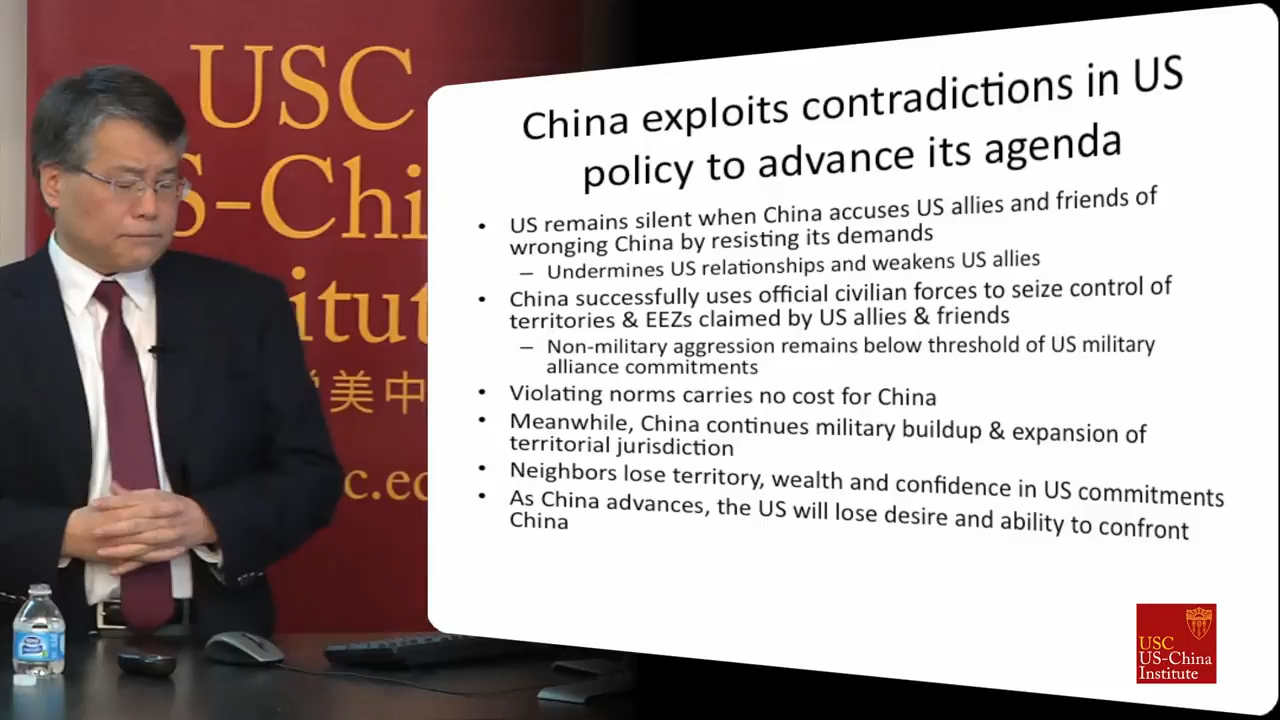 USC
S-Chi
itut
美中
c.ec
China exploits contradictions in US
policy to advance its agenda
• US remains silent when China accuses US allies and friends of
wronging China by resisting its demands
– Undermines US relationships and weakens US allies
• China successfully uses official civilian forces to seize control of
territories & EEZs claimed by US allies & friends
– Non-military aggression remains below threshold of US military
alliance commitments
• Violating norms carries no cost for China
• Meanwhile, China continues military buildup & expansion of
territorial jurisdiction
• Neighbors lose territory, wealth and confidence in US commitments
• As China advances, the US will lose desire and ability to confront
China
USC
US-China
Institute